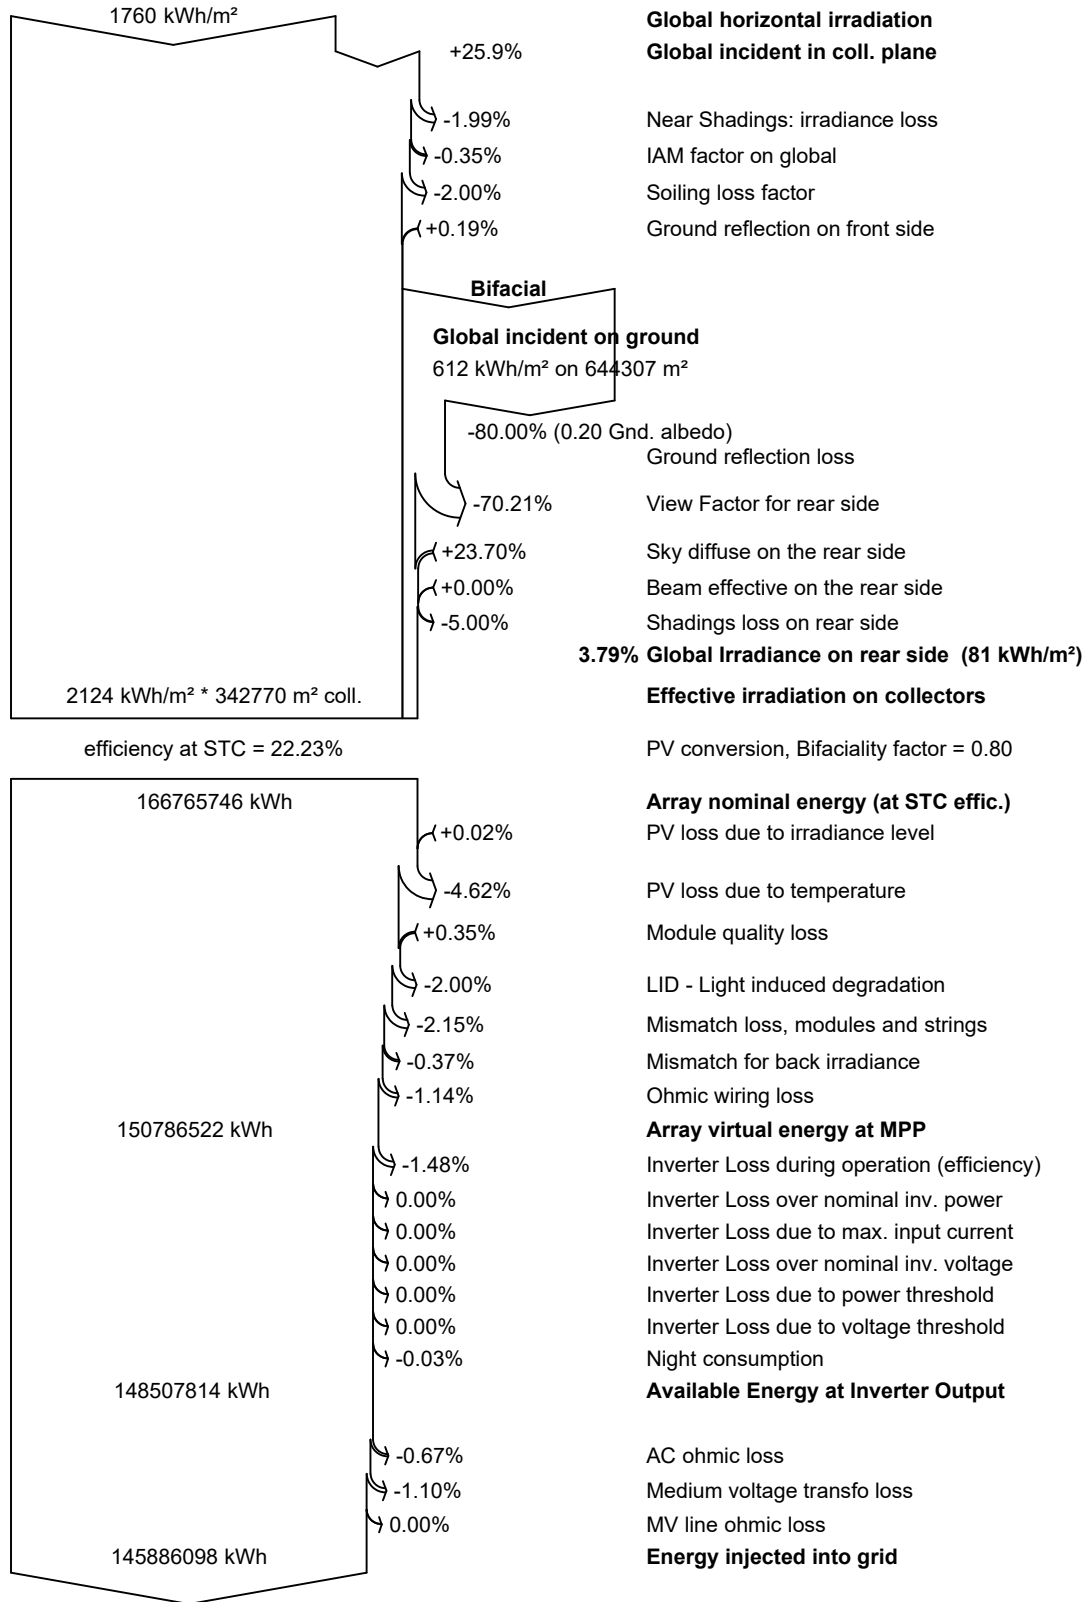 1760 kWh/m² Global horizontal irradiation
+25.9% Global incident in coll. plane
-1.99% Near Shadings: irradiance loss
-0.35% IAM factor on global
-2.00% Soiling loss factor
+0.19% Ground reflection on front side
Bifacial
Global incident on ground
612 kWh/m² on 644307 m²
-80.00% (0.20 Gnd. albedo)
Ground reflection loss
-70.21% View Factor for rear side
+23.70% Sky diffuse on the rear side
+0.00% Beam effective on the rear side
-5.00% Shadings loss on rear side
3.79% Global Irradiance on rear side (81 kWh/m²)
2124 kWh/m² * 342770 m² coll. Effective irradiation on collectors
efficiency at STC = 22.23% PV conversion, Bifaciality factor = 0.80
166765746 kWh Array nominal energy (at STC effic.)
+0.02% PV loss due to irradiance level
-4.62% PV loss due to temperature
+0.35% Module quality loss
-2.00% LID - Light induced degradation
-2.15% Mismatch loss, modules and strings
-0.37% Mismatch for back irradiance
-1.14% Ohmic wiring loss
150786522 kWh Array virtual energy at MPP
-1.48% Inverter Loss during operation (efficiency)
0.00% Inverter Loss over nominal inv. power
0.00% Inverter Loss due to max. input current
0.00% Inverter Loss over nominal inv. voltage
0.00% Inverter Loss due to power threshold
0.00% Inverter Loss due to voltage threshold
-0.03% Night consumption
148507814 kWh Available Energy at Inverter Output
-0.67% AC ohmic loss
-1.10% Medium voltage transfo loss
0.00% MV line ohmic loss
145886098 kWh Energy injected into grid